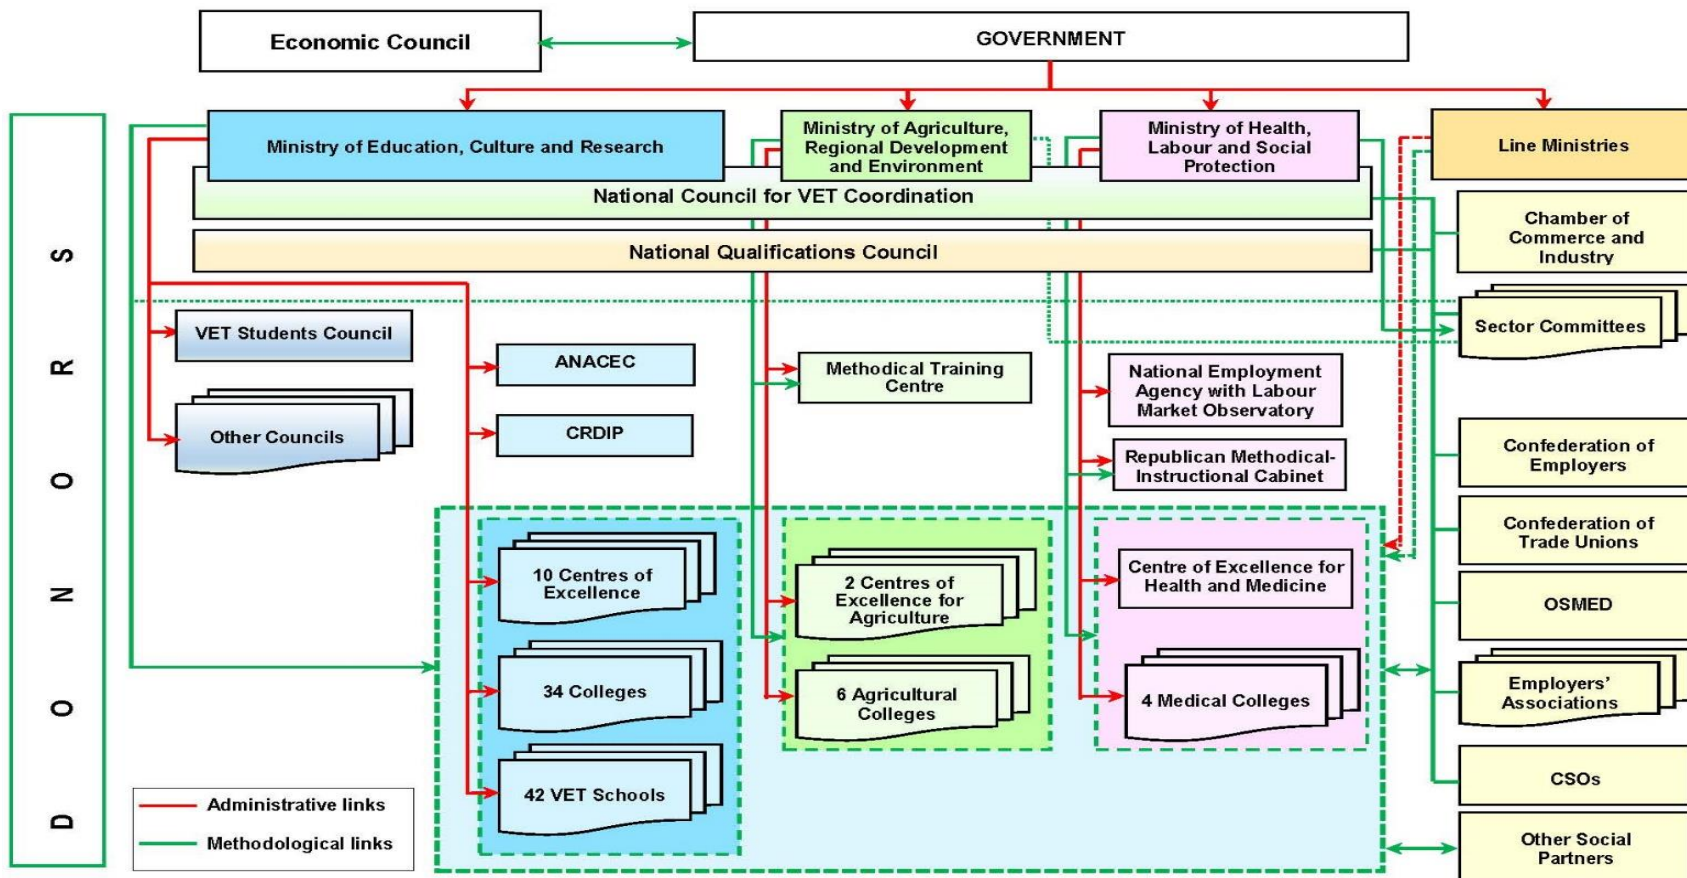 Economic Council
GOVERNMENT
Ministry of Education, Culture and Research
Ministry of Agriculture,
Regional Development
and Environment
Ministry of Health,
Labour and Social
Protection
Line Ministries
National Council for VET Coordination
National Qualifications Council
Chamber of
Commerce and
Industry
Sector Committees
VET Students Council
Other Councils
ANACEC
CRDIP
Methodical Training
Centre
National Employment
Agency with Labour
Market Observatory
Republican Methodical-
Instructional Cabinet
Confederation of
Employers
Confederation of
Trade Unions
OSMED
Employers’
Associations
CSOs
Other Social
Partners
10 Centres of
Excellence
34 Colleges
42 VET Schools
2 Centres of
Excellence for
Agriculture
6 Agricultural
Colleges
Centre of Excellence for
Health and Medicine
4 Medical Colleges
Administrative links
Methodological links
DONORS